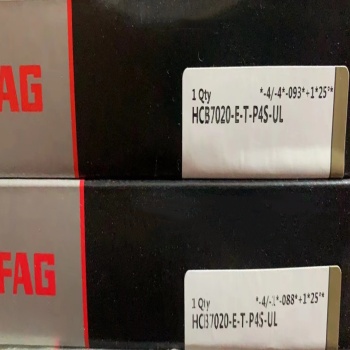 FAG
1 Qty *-4/-4*-093*+1*25*
HCB7020-E-T-P4S-UL
FAG
1 Qty *-4/-1*-088*+1*25*
HCB7020-E-T-P4S-UL